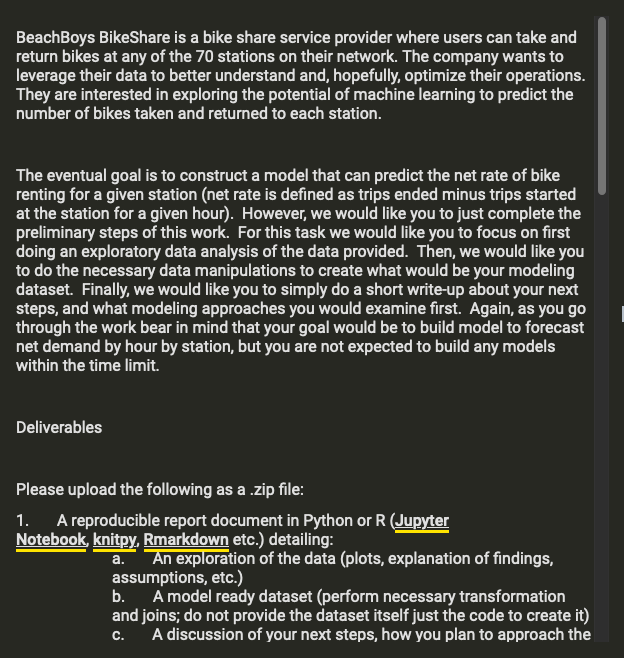 BeachBoys BikeShare is a bike share service provider where users can take and
return bikes at any of the 70 stations on their network. The company wants to
leverage their data to better understand and, hopefully, optimize their operations.
They are interested in exploring the potential of machine learning to predict the
number of bikes taken and returned to each station.
The eventual goal is to construct a model that can predict the net rate of bike
renting for a given station (net rate is defined as trips ended minus trips started
at the station for a given hour).  However, we would like you to just complete the
preliminary steps of this work.  For this task we would like you to focus on first
doing an exploratory data analysis of the data provided.  Then, we would like you
to do the necessary data manipulations to create what would be your modeling
dataset.  Finally, we would like you to simply do a short write-up about your next
steps, and what modeling approaches you would examine first.  Again, as you go
through the work bear in mind that your goal would be to build model to forecast
net demand by hour by station, but you are not expected to build any models
within the time limit.
Deliverables
Please upload the following as a .zip file:
1. A reproducible report document in Python or R (Jupyter
Notebook, knitpy, Rmarkdown etc.) detailing:
a. An exploration of the data (plots, explanation of findings,
assumptions, etc.)
b. A model ready dataset (perform necessary transformation
and joins; do not provide the dataset itself just the code to create it)
c. A discussion of your next steps, how you plan to approach the